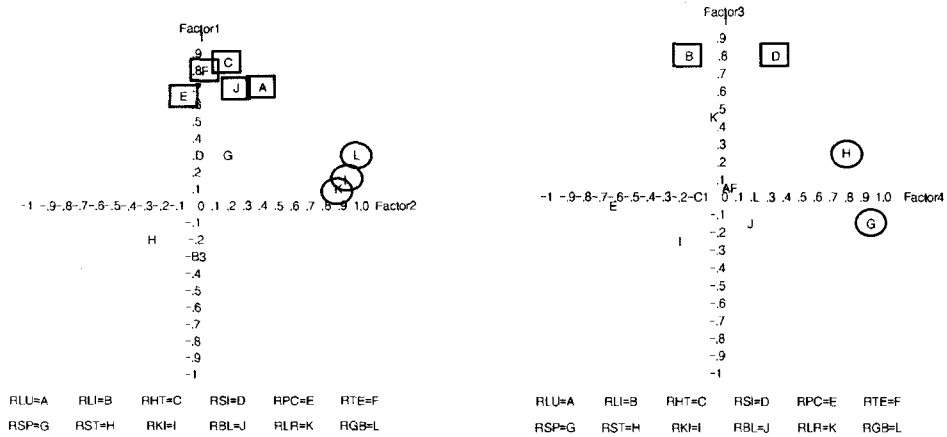 Factor1
.9
C
.8F
J A
E
.5
.4
.3
D G L
.2
I
.1 K
-1 -.9-.8-.7-.6-.5-.4-.3-.2-.1 0 .1 .2 .3 .4 .5 .6 .7 .8 .9 1.0 Factor2
-.1
H -.2
-B3
-.4
-.5
-.6
-.7
-.8
-.9
-1
RLU=A RLI=B RHT=C RSI=D RPC=E RTE=F
RSP=G RST=H RKI=I RBL=J RLR=K RGB=L
Factor3
.9
B .8 D
.7
.6
.5
K
.4
.3
H
.2
.1
AF
-1 -.9-.8-.7-.6-.5-.4-.3-.2-C1 0 .1 .L .3 .4 .5 .6 .7 .8 .9 1.0 Factor4
E
-.1
J G
-.2
I
-.3
-.4
-.5
-.6
-.7
-.8
-.9
-1
RLU=A RLI=B RHT=C RSI=D RPC=E RTE=F
RSP=G RST=H RKI=I RBL=J RLR=K RGB=L